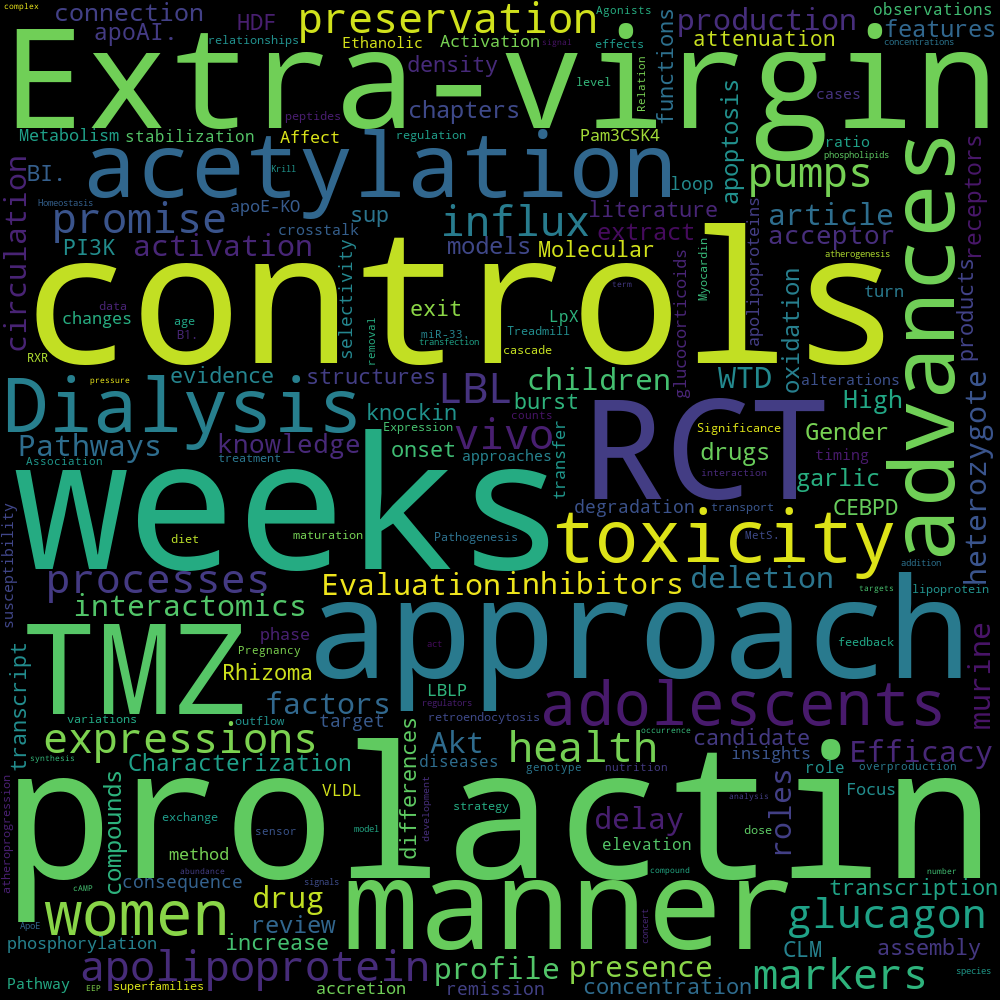 complex
connection
HDF
preservation
Agonists
production
observations
apoAI.
relationships
Ethanolic
Activation
signal
effects
functions
attenuation
features
concentrations
Extra-virgin
density
level
Relation
cases
peptides
chapters
apoptosis
Metabolism
stabilization
Affect
regulation
Pam3CSK4
ratio
phospholipids
receptors
circulation
BI.
acetylation
Krill
loop
pumps
advances
Homeostasis
promise
apoE-KO
sup
influx
literature
apolipoproteins
article
crosstalk
extract
acceptor
PI3K
activation
selectivity
models
Molecular
glucocorticoids
Myocardin
atherogenesis
controls
data
age
changes
B1.
removal
exit
miR-33.
transfection
LpX
Treadmill
term
oxidation
turn
products
RXR
cascade
Dialysis
pressure
evidence
structures
LBL
children
WTD
alterations
knockin
burst
RCT
High
heterozygote
Pathways
knowledge
Expression
counts
vivo
Significance
Gender
onset
approaches
transfer
drugs
timing
Association
treatment
interaction
garlic
weeks
degradation
transport
CEBPD
susceptibility
diet
maturation
Pathogenesis
toxicity
MetS.
addition
processes
Evaluation
inhibitors
deletion
targets
lipoprotein
interactomics
approach
TMZ
phase
Pregnancy
act
feedback
murine
Rhizoma
LBLP
regulators
factors
adolescents
transcript
variations
outflow
target
retroendocytosis
occurrence
expressions
Akt
health
candidate
insights
Efficacy
synthesis
Characterization
differences
diseases
genotype
nutrition
role
overproduction
prolactin
atheroprogression
compounds
VLDL
development
strategy
analysis
roles
Focus
exchange
sensor
model
delay
dose
method
elevation
cAMP
consequence
abundance
signals
compound
number
transcription
women
drug
manner
concert
glucagon
ApoE
review
phosphorylation
increase
CLM
assembly
apolipoprotein
profile
presence
markers
species
Pathway
EEP
superfamilies
accretion
remission
concentration